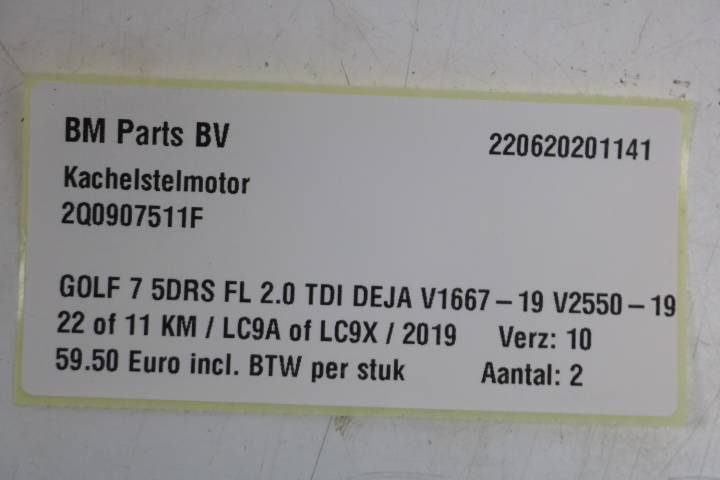 BM Parts BV 220620201141
Kachelstelmotor
2Q0907511F
GOLF 7 5DRS FL 2.0 TDI DEJA V1667-19 V2550-19
22 of 11 KM / LC9A of LC9X / 2019 Verz: 10
59.50 Euro incl. BTW per stuk Aantal: 2